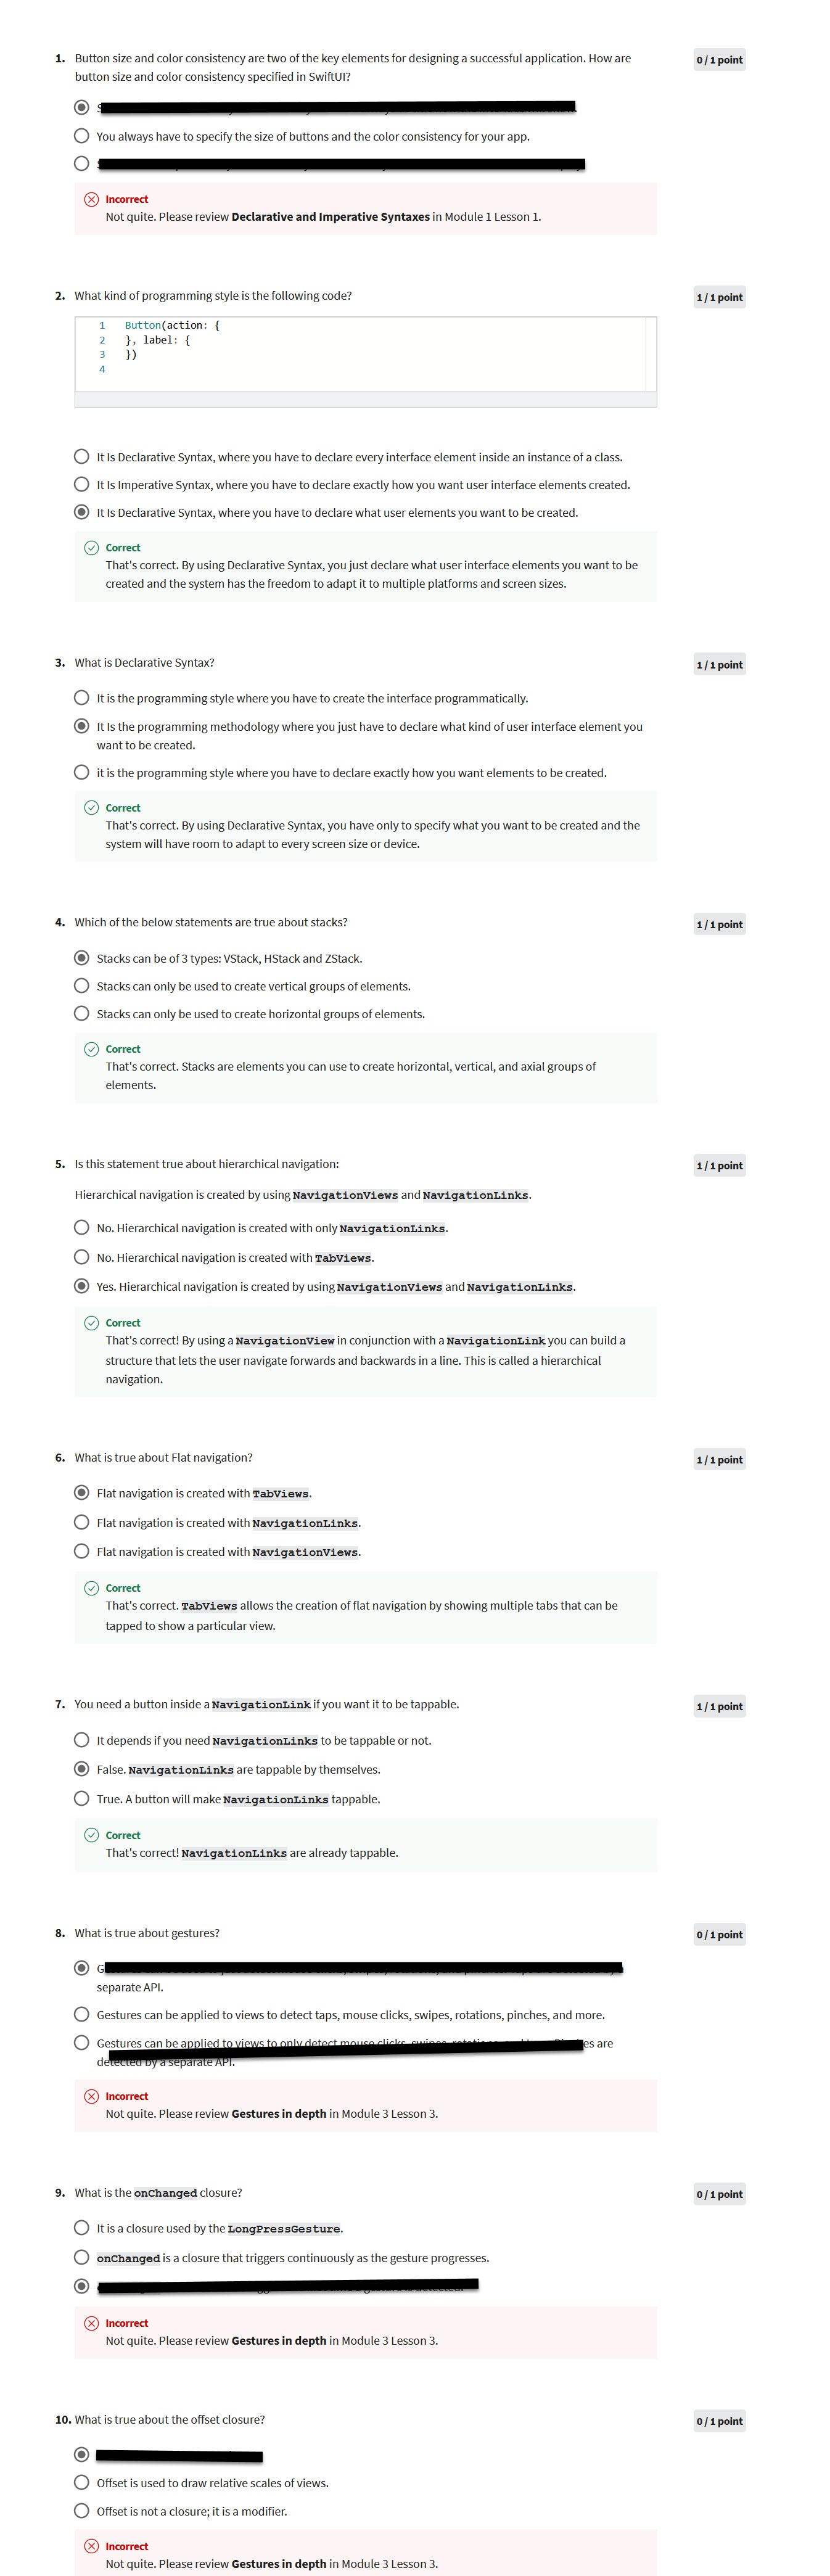 1. Button size and color consistency are two of the key elements for designing a successful application. How are
button size and color consistency specified in SwiftUI?
0 / 1 point
You always have to specify the size of buttons and the color consistency for your app.
Incorrect
Not quite. Please review Declarative and Imperative Syntaxes in Module 1 Lesson 1.
2. What kind of programming style is the following code?
1 / 1 point
1 Button(action: {
2 }, label: {
3 })
4
It Is Declarative Syntax, where you have to declare every interface element inside an instance of a class.
It Is Imperative Syntax, where you have to declare exactly how you want user interface elements created.
It Is Declarative Syntax, where you have to declare what user elements you want to be created.
Correct
That's correct. By using Declarative Syntax, you just declare what user interface elements you want to be
created and the system has the freedom to adapt it to multiple platforms and screen sizes.
3. What is Declarative Syntax?
1 / 1 point
It is the programming style where you have to create the interface programmatically.
It Is the programming methodology where you just have to declare what kind of user interface element you
want to be created.
it is the programming style where you have to declare exactly how you want elements to be created.
Correct
That's correct. By using Declarative Syntax, you have only to specify what you want to be created and the
system will have room to adapt to every screen size or device.
4. Which of the below statements are true about stacks?
1 / 1 point
Stacks can be of 3 types: VStack, HStack and ZStack.
Stacks can only be used to create vertical groups of elements.
Stacks can only be used to create horizontal groups of elements.
Correct
That's correct. Stacks are elements you can use to create horizontal, vertical, and axial groups of
elements.
5. Is this statement true about hierarchical navigation:
1 / 1 point
Hierarchical navigation is created by using NavigationViews and NavigationLinks.
No. Hierarchical navigation is created with only NavigationLinks.
No. Hierarchical navigation is created with TabViews.
Yes. Hierarchical navigation is created by using NavigationViews and NavigationLinks.
Correct
That's correct! By using a NavigationView in conjunction with a NavigationLink you can build a
structure that lets the user navigate forwards and backwards in a line. This is called a hierarchical
navigation.
6. What is true about Flat navigation?
1 / 1 point
Flat navigation is created with TabViews.
Flat navigation is created with NavigationLinks.
Flat navigation is created with NavigationViews.
Correct
That's correct. TabViews allows the creation of flat navigation by showing multiple tabs that can be
tapped to show a particular view.
7. You need a button inside a NavigationLink if you want it to be tappable.
1 / 1 point
It depends if you need NavigationLinks to be tappable or not.
False. NavigationLinks are tappable by themselves.
True. A button will make NavigationLinks tappable.
Correct
That's correct! NavigationLinks are already tappable.
8. What is true about gestures?
0 / 1 point
separate API.
Gestures can be applied to views to detect taps, mouse clicks, swipes, rotations, pinches, and more.
Gestures can be applied to views to only detect mouse clicks, are
detected by a separate API.
Incorrect
Not quite. Please review Gestures in depth in Module 3 Lesson 3.
9. What is the onChanged closure?
0 / 1 point
It is a closure used by the LongPressGesture.
onChanged is a closure that triggers continuously as the gesture progresses.
Incorrect
Not quite. Please review Gestures in depth in Module 3 Lesson 3.
10. What is true about the offset closure?
0 / 1 point
Offset is used to draw relative scales of views.
Offset is not a closure; it is a modifier.
Incorrect
Not quite. Please review Gestures in depth in Module 3 Lesson 3.